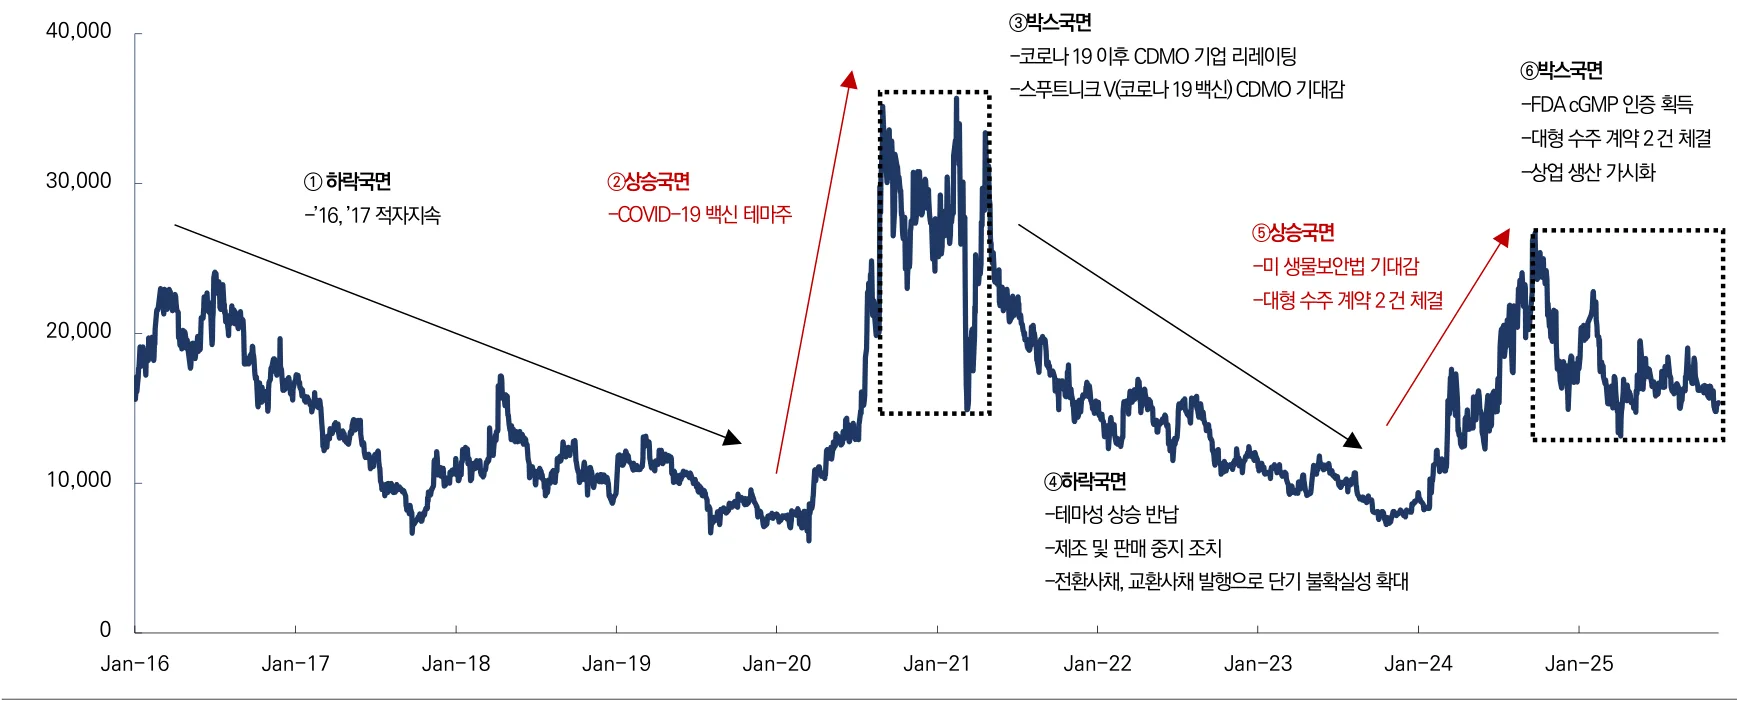 40,000
30,000
20,000
10,000
0
① 하락국면
-’16, ’17 적자지속
②상승국면
-COVID-19 백신 테마주
③박스국면
-코로나 19 이후 CDMO 기업 리레이팅
-스푸트니크 V(코로나 19 백신) CDMO 기대감
④하락국면
-테마성 상승 반납
-제조 및 판매 중지 조치
-전환사채, 교환사채 발행으로 단기 불확실성 확대
⑤상승국면
-미 생물보안법 기대감
-대형 수주 계약 2 건 체결
⑥박스국면
-FDA cGMP 인증 획득
-대형 수주 계약 2 건 체결
-상업 생산 가시화
Jan-16
Jan-17
Jan-18
Jan-19
Jan-20
Jan-21
Jan-22
Jan-23
Jan-24
Jan-25